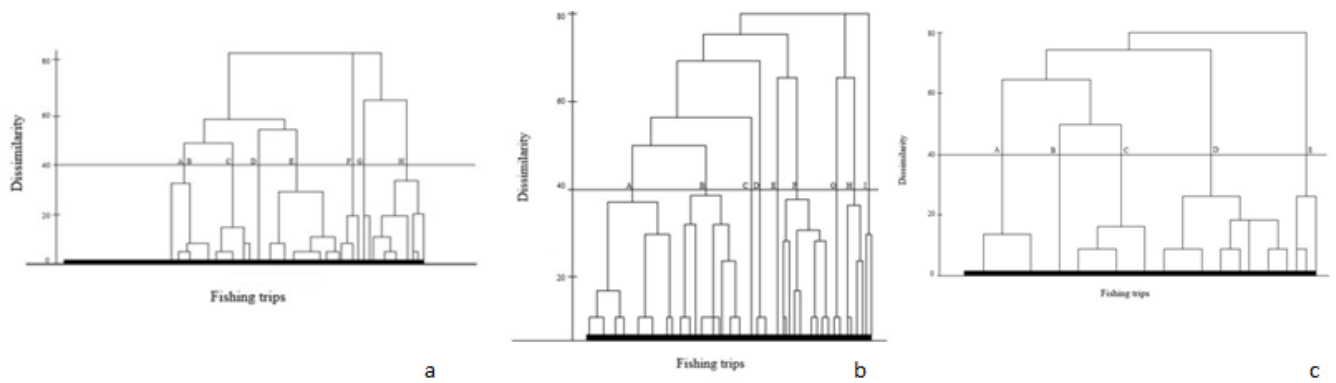 80
60
40
20
0
Dissimilarity
A B C D E F G H
Fishing trips
a
80
60
40
20
Dissimilarity
A B C D E F G H I
Fishing trips
b
80
60
40
20
0
Dissimilarity
A B C D E
Fishing trips
c